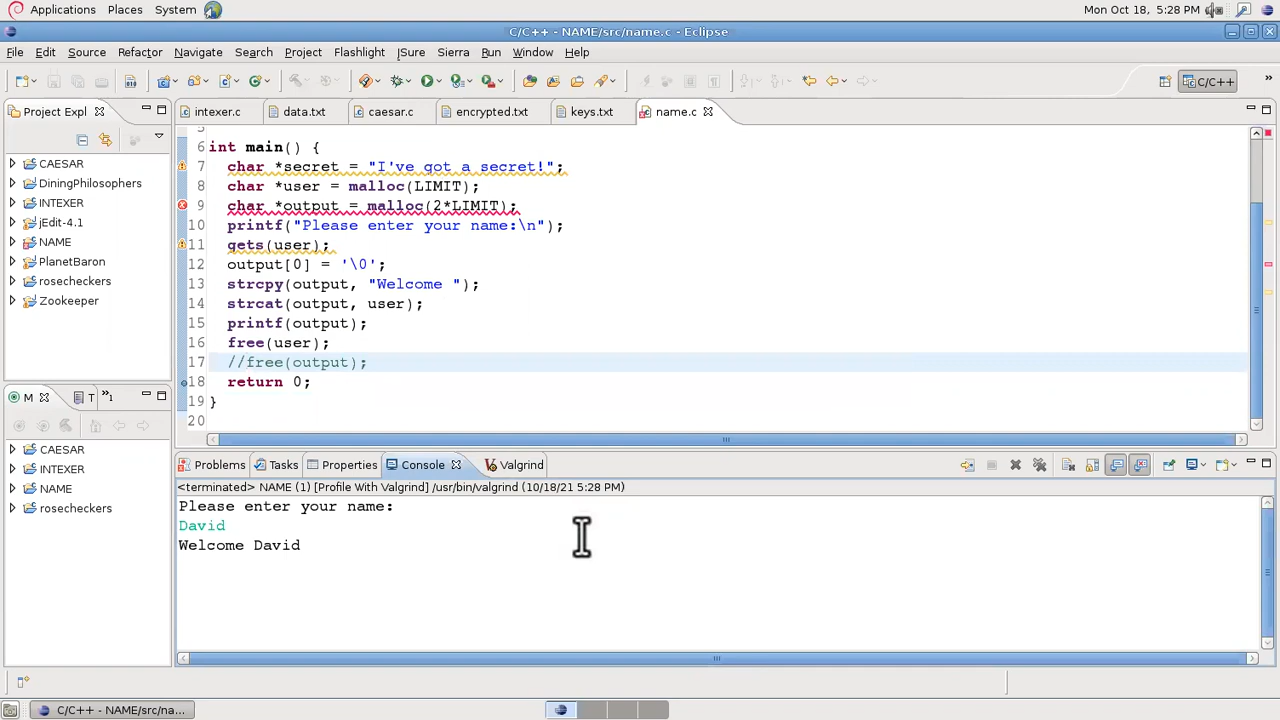 Applications Places System Mon Oct 18, 5:28 PM
C/C++ - NAME/src/name.c - Eclipse
File Edit Source Refactor Navigate Search Project Flashlight JSure Sierra Run Window Help
C/C++ »
Project Expl intexer.c data.txt caesar.c encrypted.txt keys.txt name.c
CAESAR
DiningPhilosophers
INTEXER
jEdit-4.1
NAME
PlanetBaron
rosecheckers
Zookeeper
5
6 int main() {
7 char *secret = "I've got a secret!";
8 char *user = malloc(LIMIT);
9 char *output = malloc(2*LIMIT);
10 printf("Please enter your name:\n");
11 gets(user);
12 output[0] = '\0';
13 strcpy(output, "Welcome ");
14 strcat(output, user);
15 printf(output);
16 free(user);
17 //free(output);
18 return 0;
19 }
20
M T »1
CAESAR
INTEXER
NAME
rosecheckers
Problems Tasks Properties Console Valgrind
<terminated> NAME (1) [Profile With Valgrind] /usr/bin/valgrind (10/18/21 5:28 PM)
Please enter your name:
David
Welcome David
C/C++ - NAME/src/na...